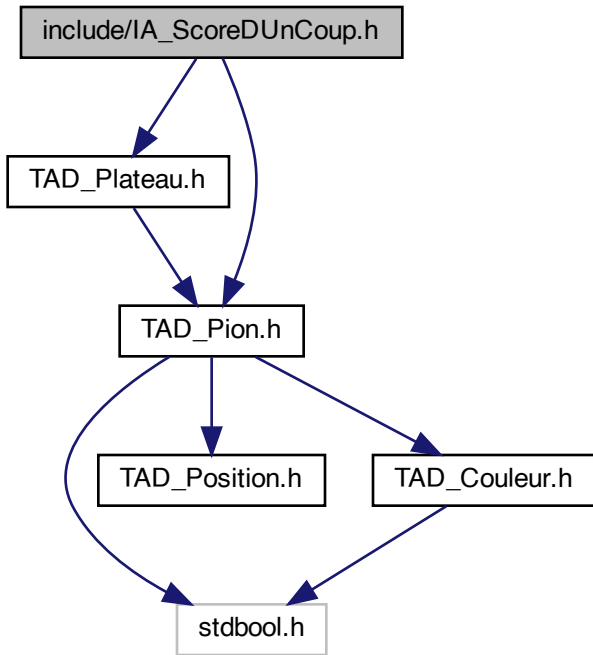 include/IA_ScoreDUnCoup.h
TAD_Plateau.h
TAD_Pion.h
TAD_Position.h
TAD_Couleur.h
stdbool.h